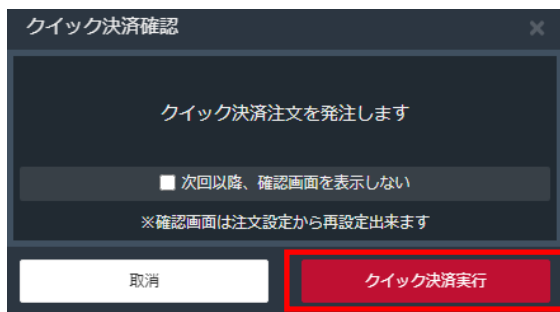 クイック決済確認
クイック決済注文を発注します
次回以降、確認画面を表示しない
※確認画面は注文設定から再設定出来ます
取消
クイック決済実行